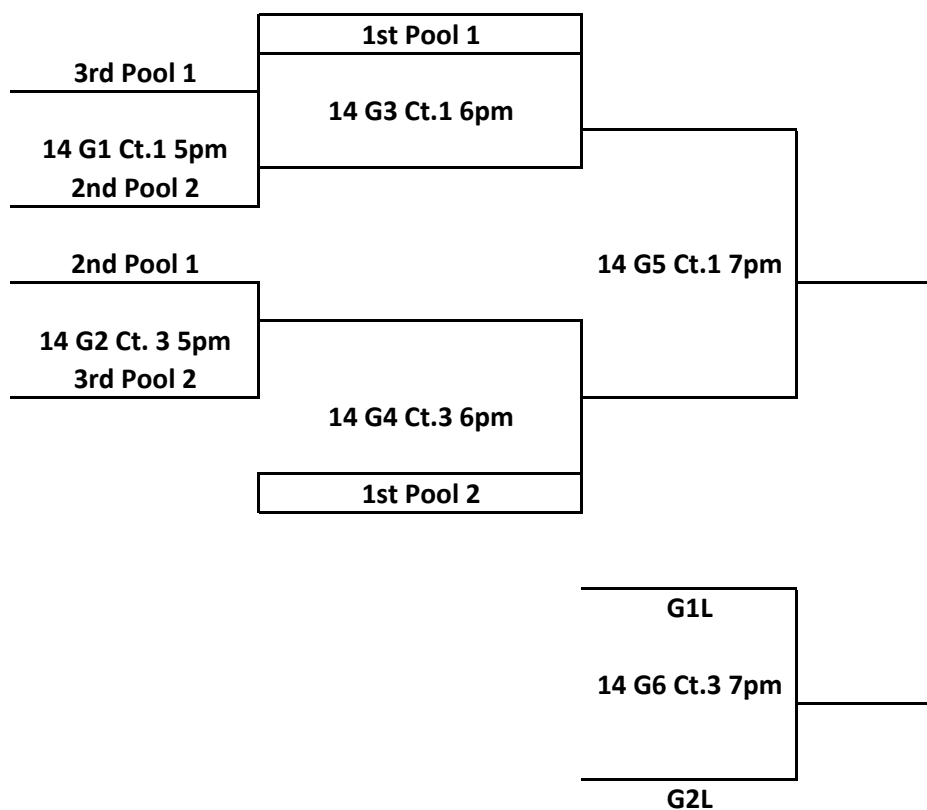 1st Pool 1
3rd Pool 1
14 G3 Ct.1 6pm
14 G1 Ct.1 5pm
2nd Pool 2
2nd Pool 1
14 G5 Ct.1 7pm
14 G2 Ct. 3 5pm
3rd Pool 2
14 G4 Ct.3 6pm
1st Pool 2
G1L
14 G6 Ct.3 7pm
G2L